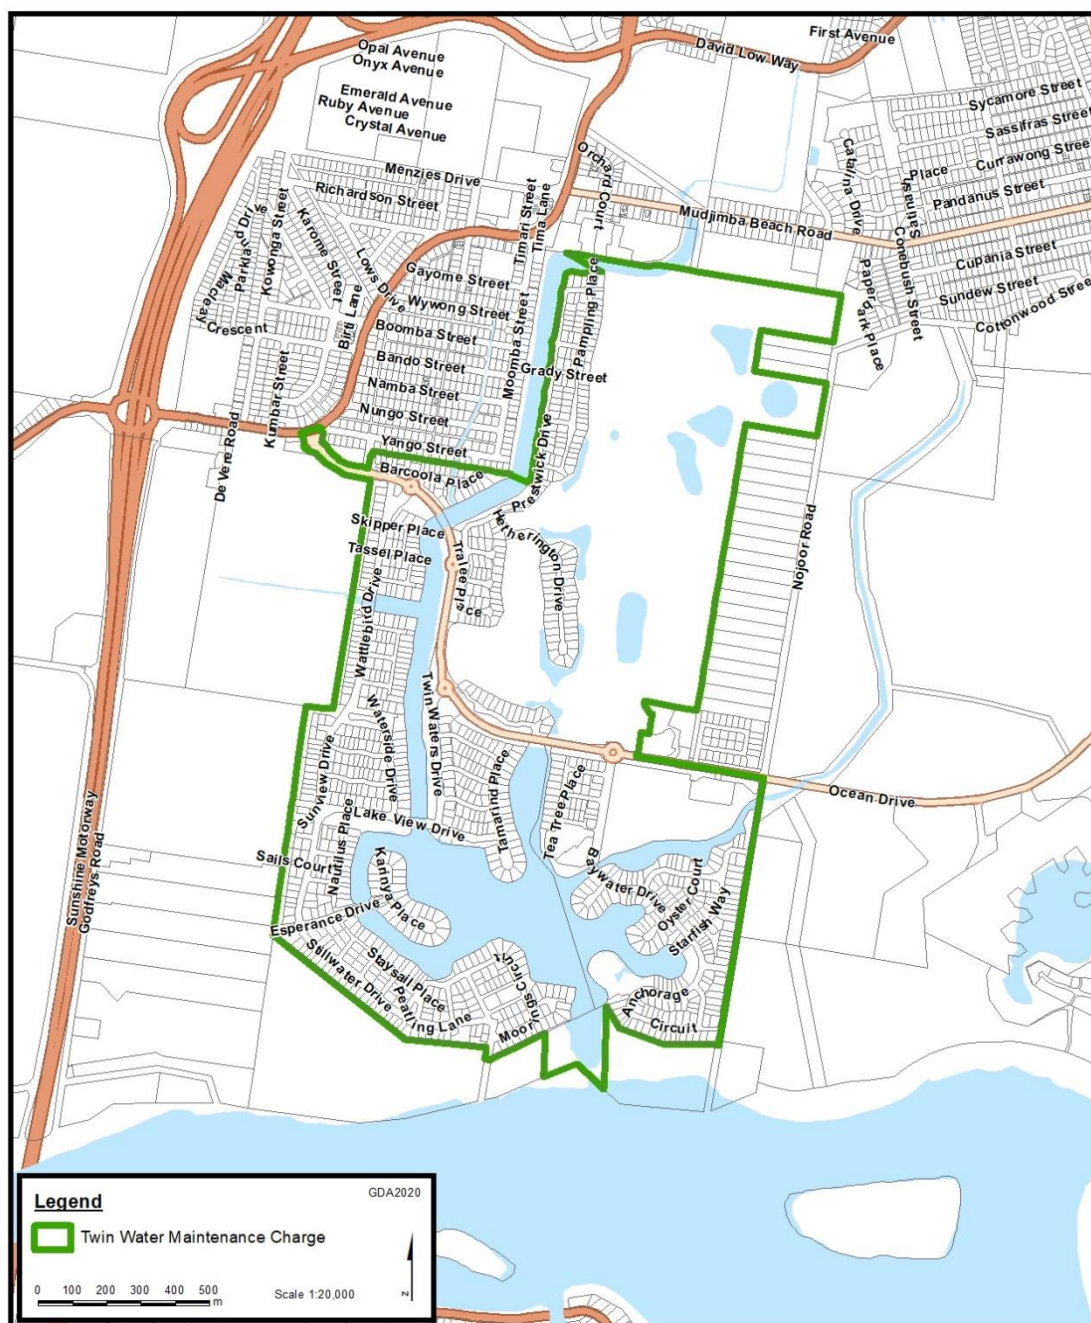 First Avenue
David Low Way
Opal Avenue
Onyx Avenue
Emerald Avenue
Ruby Avenue
Crystal Avenue
Sycamore Street
Sassifras Street
Currawong Street
Place
Pandanus Street
Catalina Drive
Saltash
Conebush Street
Cupania Street
Sundew Street
Cottonwood Street
Paper
Park Place
Orchard Court
Mudjimba Beach Road
Menzies Drive
Richardson Street
Timari Street
Tima Lane
Parkland Drive
Kowonga Street
Karome Street
Lows Drive
Macleay
Crescent
Birti Lane
Gayome Street
Wywong Street
Boomba Street
Bando Street
Namba Street
Nungo Street
Yango Street
Moomba Street
Pampling Place
Grady Street
Kumbar Street
De Vere Road
Barcoola Place
Prestwick Drive
Skipper Place
Tassel Place
Tralee Place
Hetherington Drive
Nojoor Road
Wattlebird Drive
Waterside Drive
Twin Waters Drive
Sunview Drive
Tamarind Place
Tea Tree Place
Ocean Drive
Lake View Drive
Nautilus Place
Sails Court
Karinya Place
Baywater Drive
Oyster Court
Starfish Way
Esperance Drive
Stillwater Drive
Staysail Place
Peatling Lane
Moorings Circuit
Anchorage
Circuit
Sunshine Motorway
Godfreys Road
Legend
GDA2020
Twin Water Maintenance Charge
0 100 200 300 400 500
m
Scale 1:20,000
z